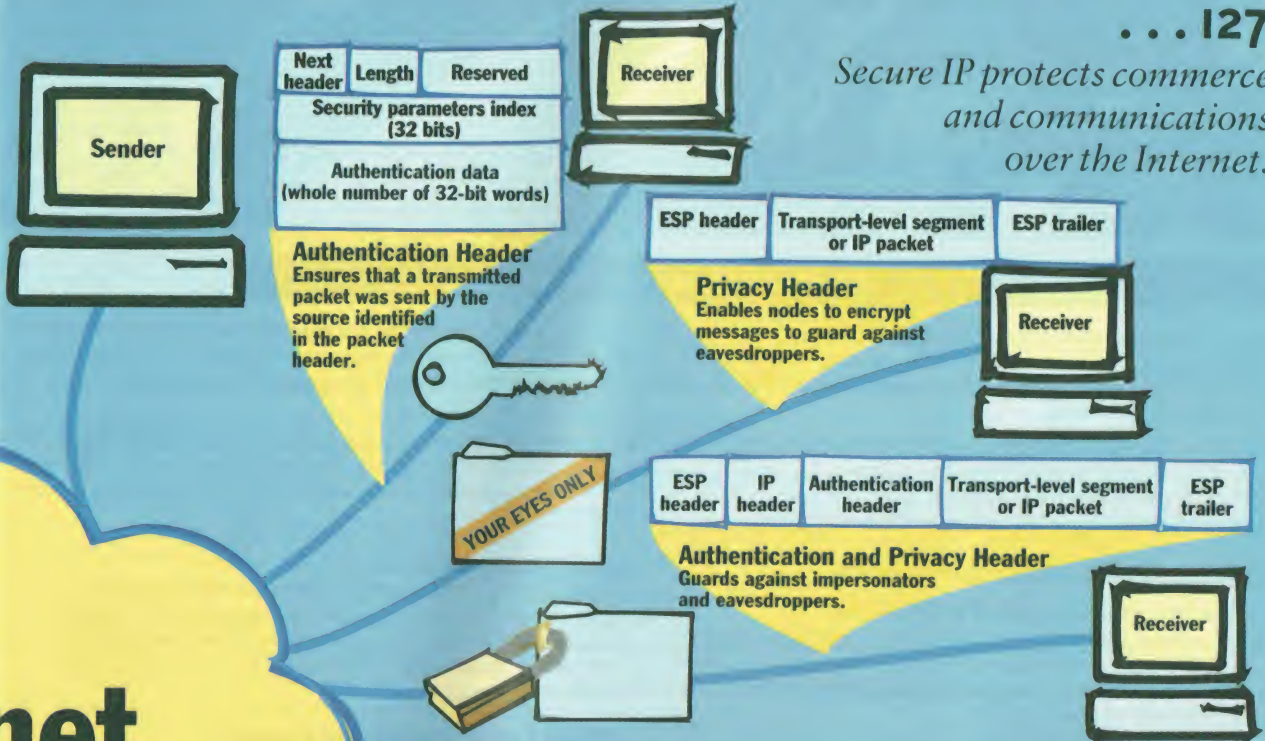 ... 127
Secure IP protects commerce
and communications
over the Internet.
Sender
Next
header
Length
Reserved
Security parameters index
(32 bits)
Authentication data
(whole number of 32-bit words)
Authentication Header
Ensures that a transmitted
packet was sent by the
source identified
in the packet
header.
Receiver
ESP header
Transport-level segment
or IP packet
ESP trailer
Privacy Header
Enables nodes to encrypt
messages to guard against
eavesdroppers.
Receiver
YOUR EYES ONLY
ESP
header
IP
header
Authentication
header
Transport-level segment
or IP packet
ESP
trailer
Authentication and Privacy Header
Guards against impersonators
and eavesdroppers.
Receiver
net